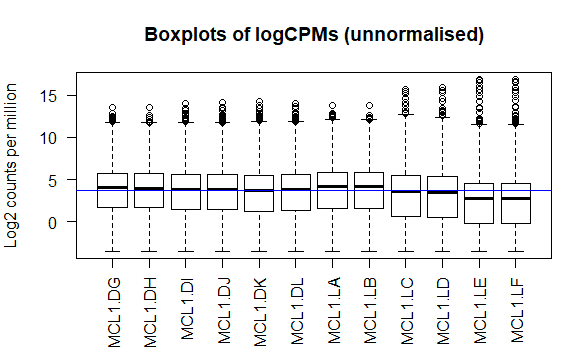 Boxplots of logCPMs (unnormalised)
Log2 counts per million
15
10
5
0
MCL1.DG
MCL1.DH
MCL1.DI
MCL1.DJ
MCL1.DK
MCL1.DL
MCL1.LA
MCL1.LB
MCL1.LC
MCL1.LD
MCL1.LE
MCL1.LF